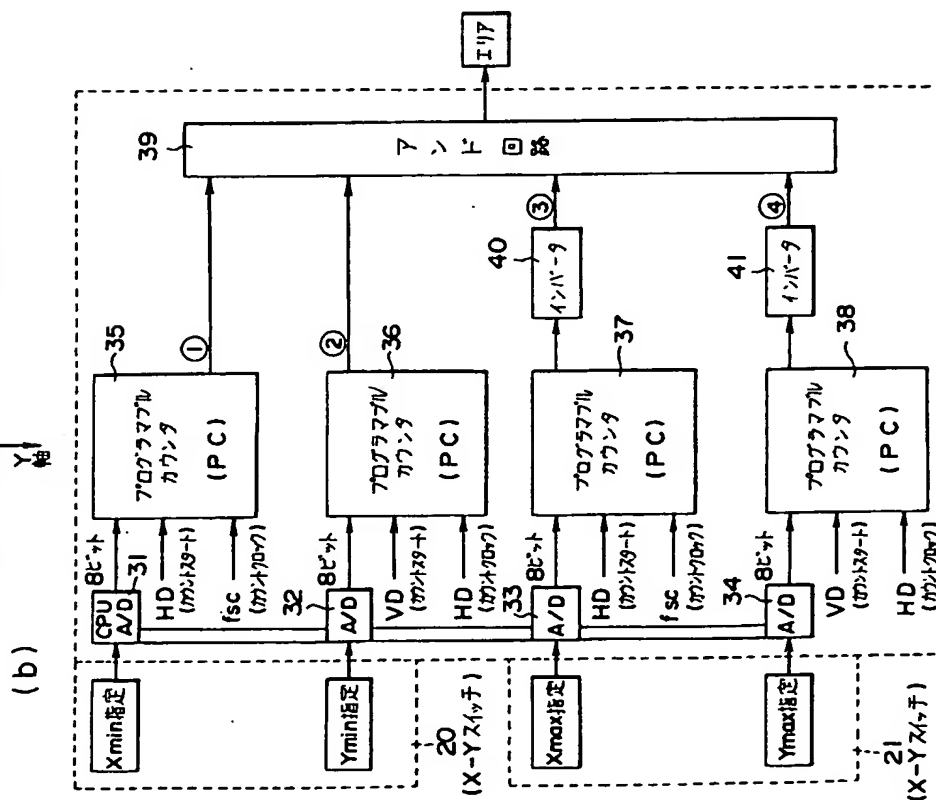 Y
軸
(b)
Xmin指定
Ymin指定
20
(X-Yスイッチ)
Xmax指定
Ymax指定
21
(X-Yスイッチ)
CPU
A/D
31
8ビット
HD
(カウントスタート)
fsc
(カウントクロック)
35
プログラマブル
カウンタ
(PC)
①
32
A/D
8ビット
VD
(カウントスタート)
HD
(カウントクロック)
36
プログラマブル
カウンタ
(PC)
②
33
A/D
8ビット
HD
(カウントスタート)
fsc
(カウントクロック)
37
プログラマブル
カウンタ
(PC)
40
インバータ
③
34
A/D
8ビット
VD
(カウントスタート)
HD
(カウントクロック)
38
プログラマブル
カウンタ
(PC)
41
インバータ
④
39
アンド回路
エリア